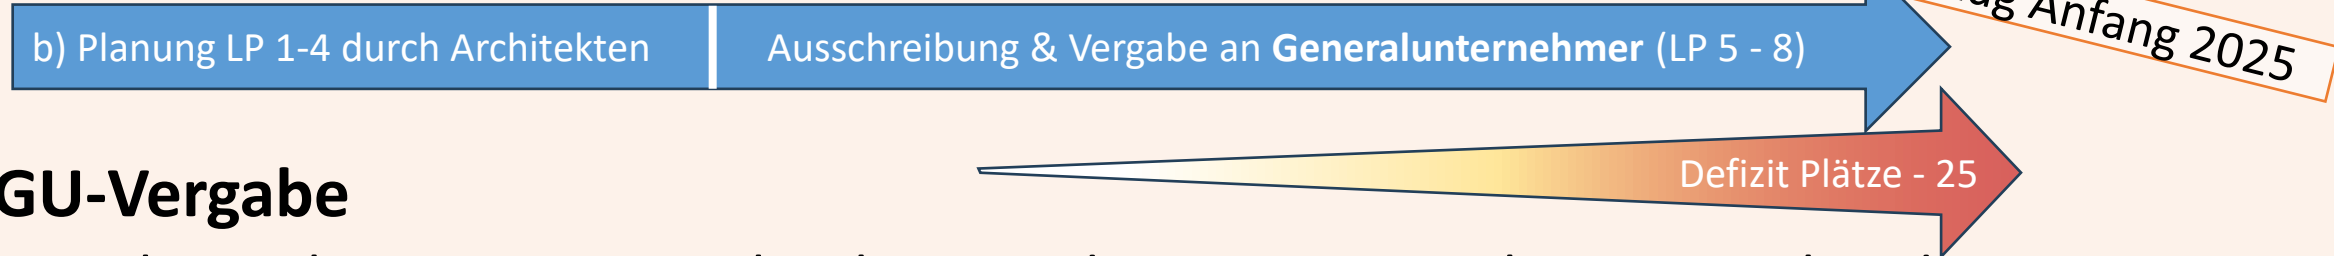 b) Planung LP 1-4 durch Architekten
Ausschreibung & Vergabe an Generalunternehmer (LP 5 - 8)
Anfang 2025
Defizit Plätze - 25
GU-Vergabe